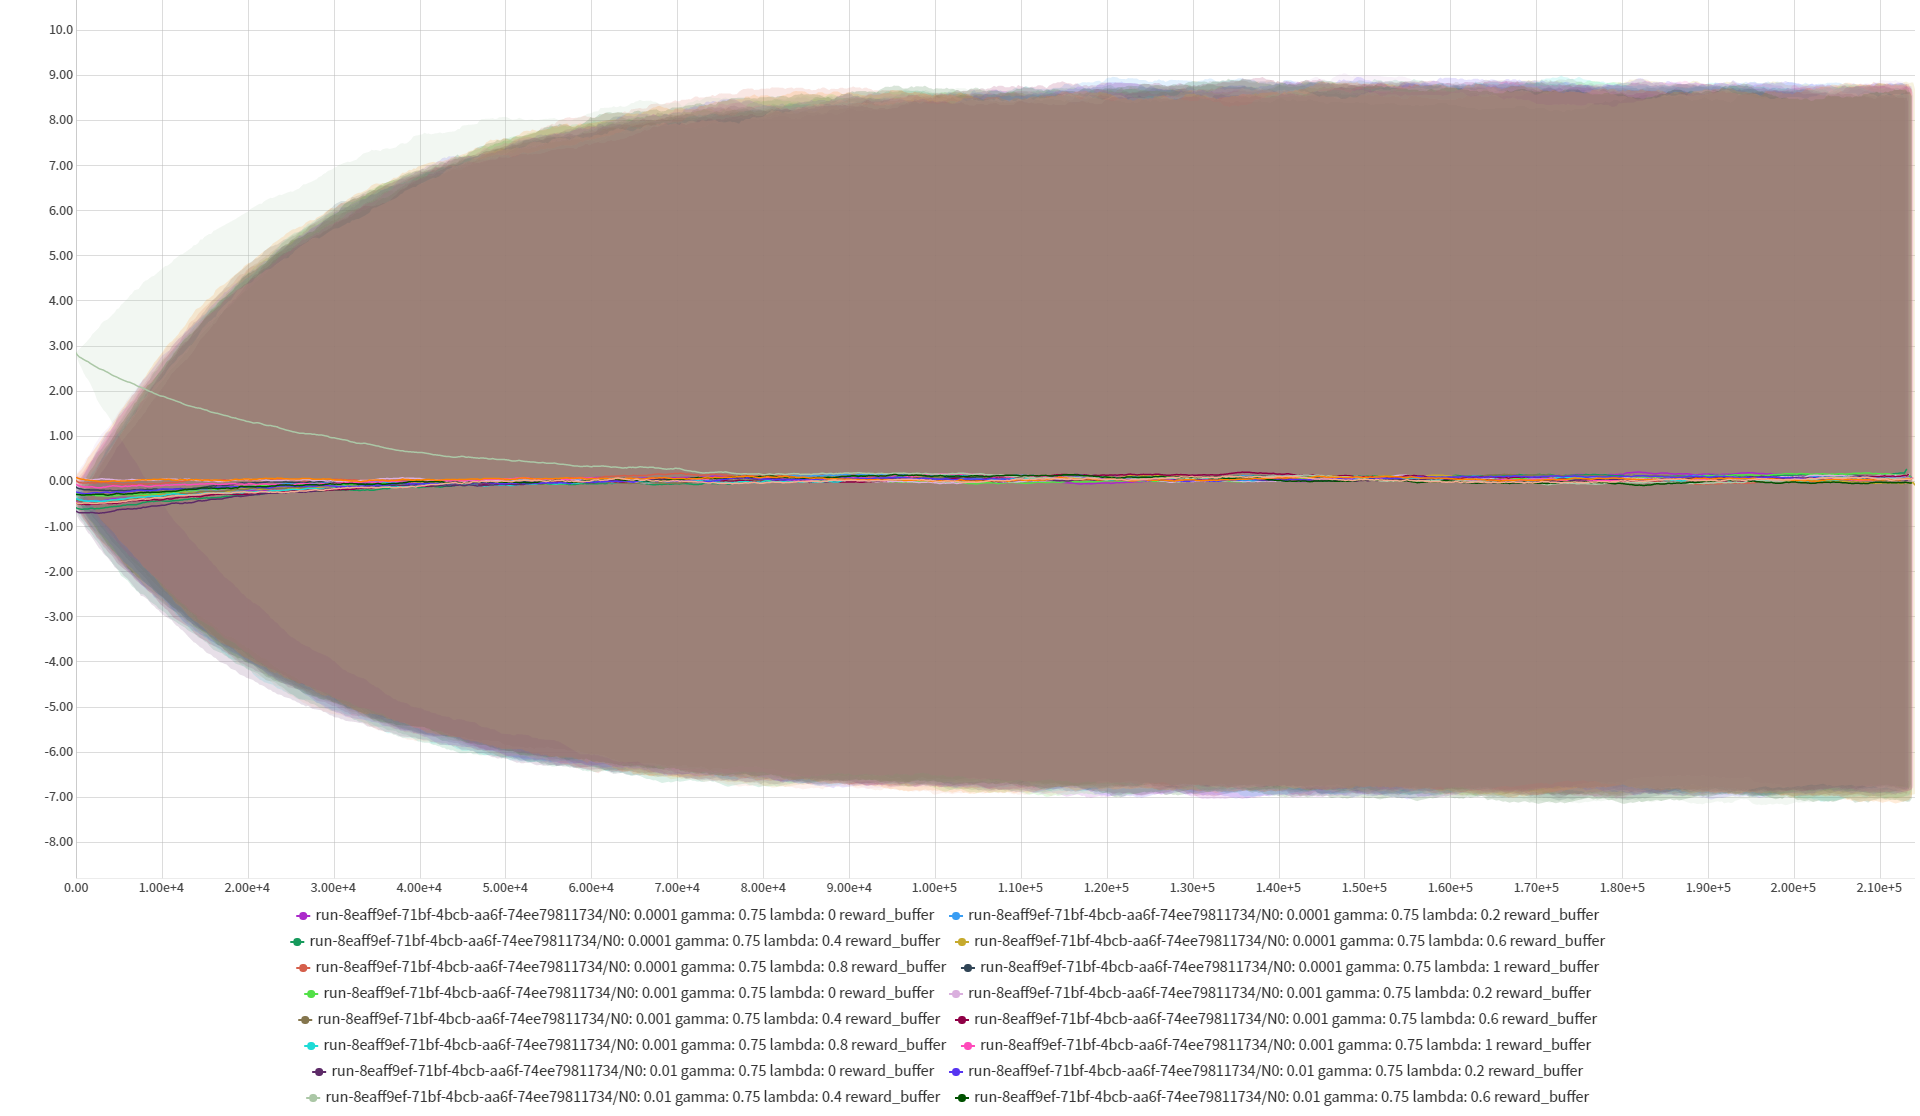 10.0
9.00
8.00
7.00
6.00
5.00
4.00
3.00
2.00
1.00
0.00
-1.00
-2.00
-3.00
-4.00
-5.00
-6.00
-7.00
-8.00
0.00 1.00e+4 2.00e+4 3.00e+4 4.00e+4 5.00e+4 6.00e+4 7.00e+4 8.00e+4 9.00e+4 1.00e+5 1.10e+5 1.20e+5 1.30e+5 1.40e+5 1.50e+5 1.60e+5 1.70e+5 1.80e+5 1.90e+5 2.00e+5 2.10e+5
run-8eaff9ef-71bf-4bcb-aa6f-74ee79811734/N0: 0.0001 gamma: 0.75 lambda: 0 reward_buffer run-8eaff9ef-71bf-4bcb-aa6f-74ee79811734/N0: 0.0001 gamma: 0.75 lambda: 0.2 reward_buffer
run-8eaff9ef-71bf-4bcb-aa6f-74ee79811734/N0: 0.0001 gamma: 0.75 lambda: 0.4 reward_buffer run-8eaff9ef-71bf-4bcb-aa6f-74ee79811734/N0: 0.0001 gamma: 0.75 lambda: 0.6 reward_buffer
run-8eaff9ef-71bf-4bcb-aa6f-74ee79811734/N0: 0.0001 gamma: 0.75 lambda: 0.8 reward_buffer run-8eaff9ef-71bf-4bcb-aa6f-74ee79811734/N0: 0.0001 gamma: 0.75 lambda: 1 reward_buffer
run-8eaff9ef-71bf-4bcb-aa6f-74ee79811734/N0: 0.001 gamma: 0.75 lambda: 0 reward_buffer run-8eaff9ef-71bf-4bcb-aa6f-74ee79811734/N0: 0.001 gamma: 0.75 lambda: 0.2 reward_buffer
run-8eaff9ef-71bf-4bcb-aa6f-74ee79811734/N0: 0.001 gamma: 0.75 lambda: 0.4 reward_buffer run-8eaff9ef-71bf-4bcb-aa6f-74ee79811734/N0: 0.001 gamma: 0.75 lambda: 0.6 reward_buffer
run-8eaff9ef-71bf-4bcb-aa6f-74ee79811734/N0: 0.001 gamma: 0.75 lambda: 0.8 reward_buffer run-8eaff9ef-71bf-4bcb-aa6f-74ee79811734/N0: 0.001 gamma: 0.75 lambda: 1 reward_buffer
run-8eaff9ef-71bf-4bcb-aa6f-74ee79811734/N0: 0.01 gamma: 0.75 lambda: 0 reward_buffer run-8eaff9ef-71bf-4bcb-aa6f-74ee79811734/N0: 0.01 gamma: 0.75 lambda: 0.2 reward_buffer
run-8eaff9ef-71bf-4bcb-aa6f-74ee79811734/N0: 0.01 gamma: 0.75 lambda: 0.4 reward_buffer run-8eaff9ef-71bf-4bcb-aa6f-74ee79811734/N0: 0.01 gamma: 0.75 lambda: 0.6 reward_buffer